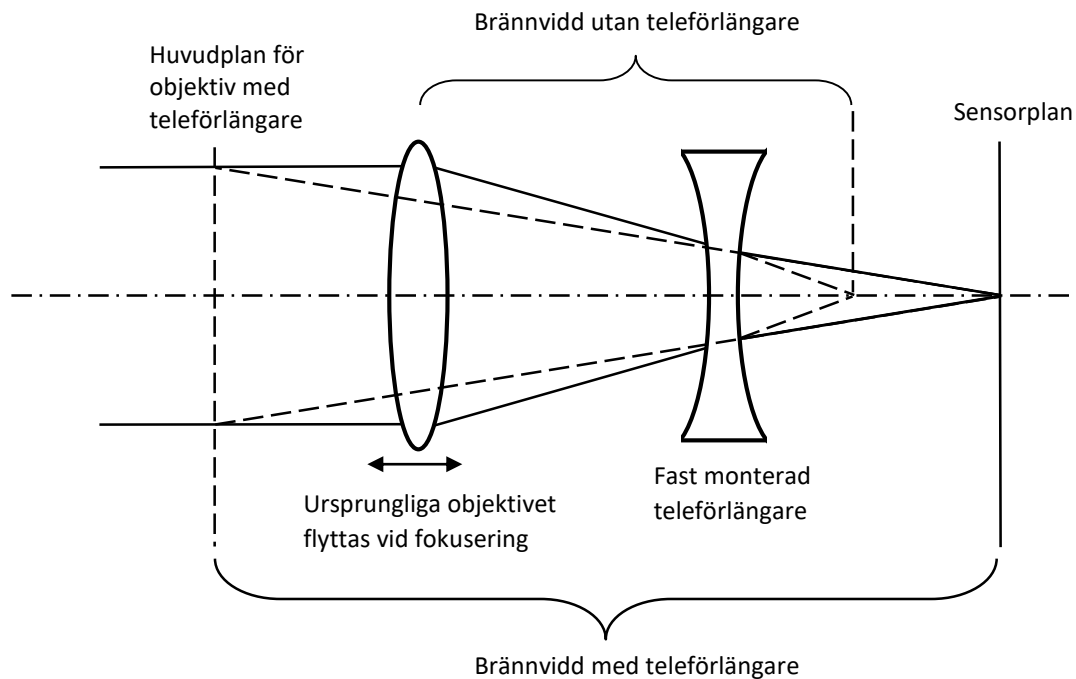 Brännvidd utan teleförlängare
Huvudplan för
objektiv med
teleförlängare
Sensorplan
Ursprungliga objektivet
flyttas vid fokusering
Fast monterad
teleförlängare
Brännvidd med teleförlängare